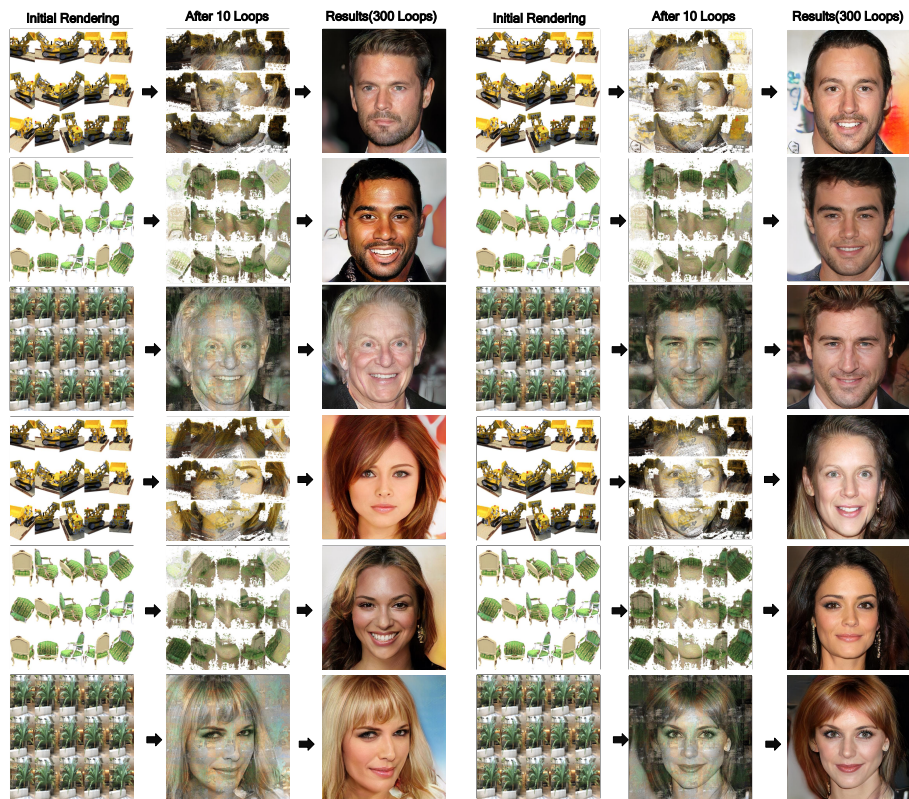 Initial Rendering
After 10 Loops
Results(300 Loops)
Initial Rendering
After 10 Loops
Results(300 Loops)